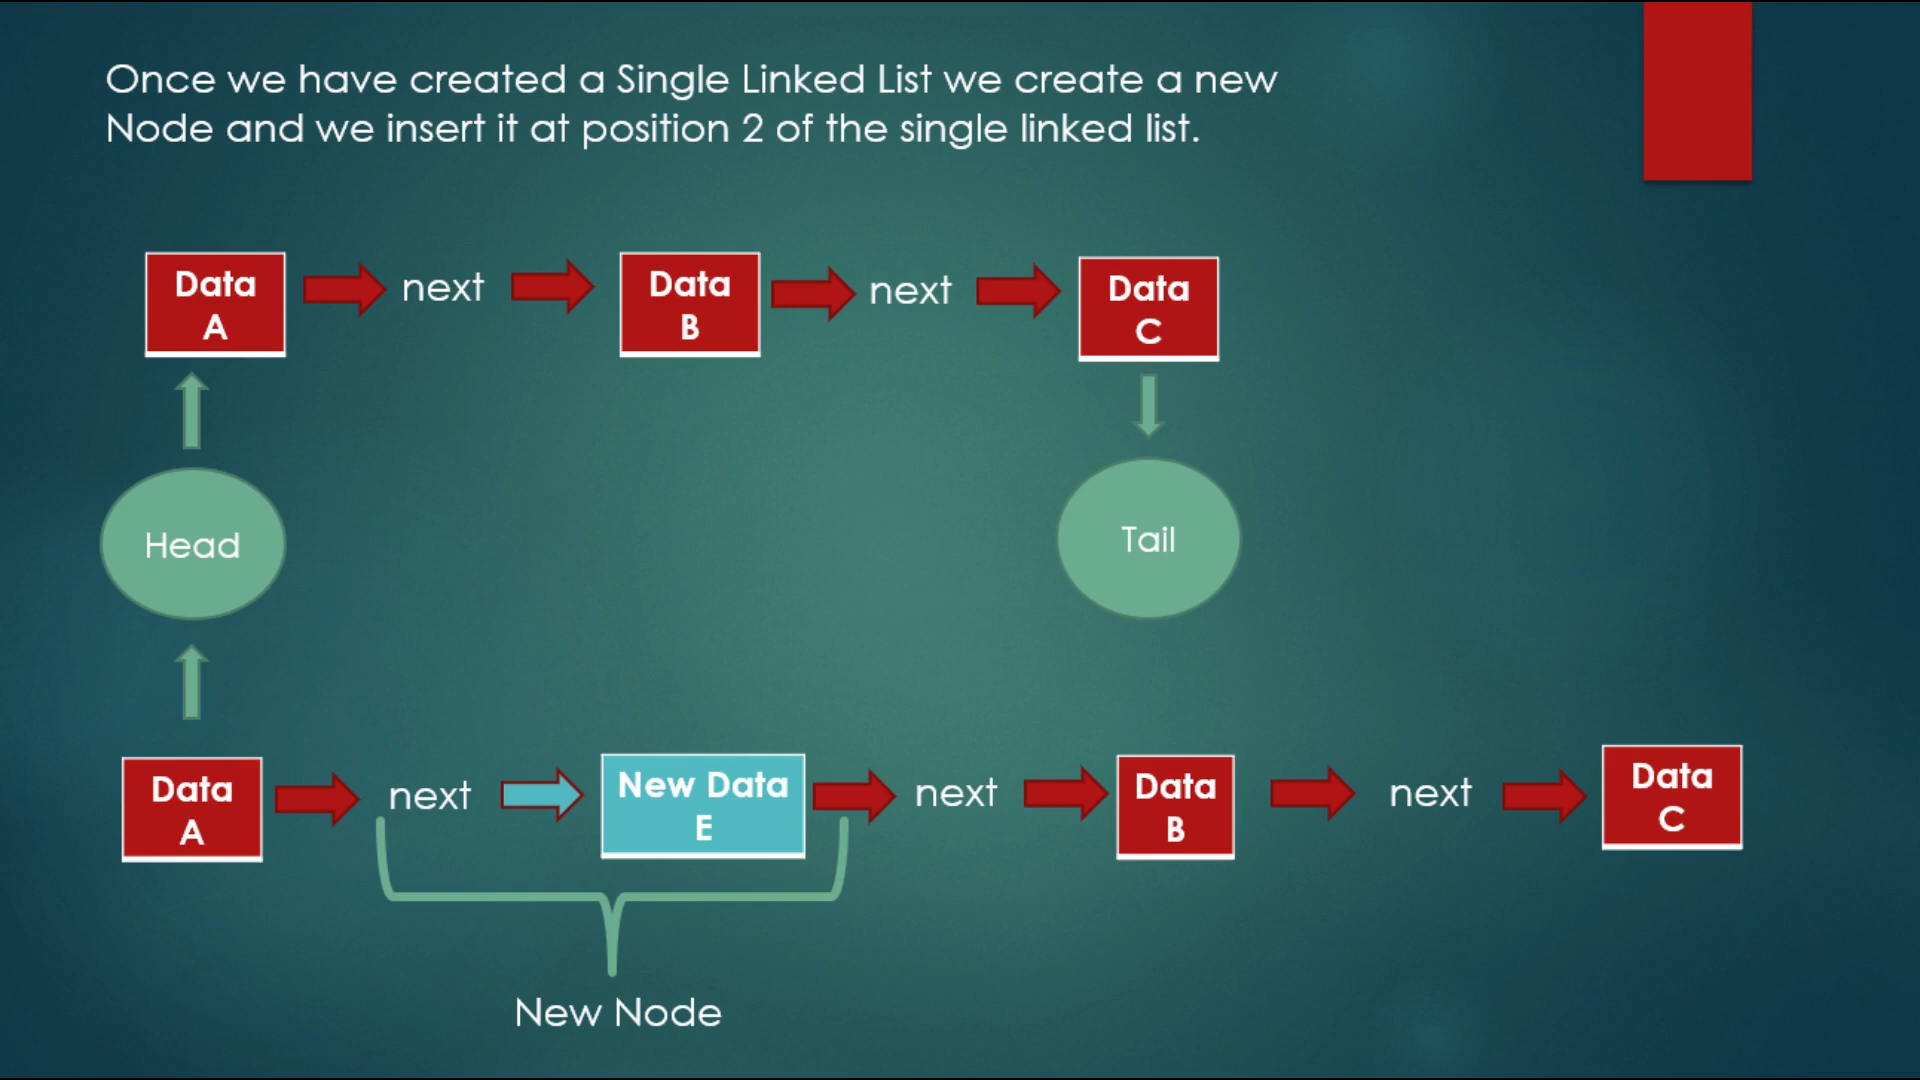 Once we have created a Single Linked List we create a new
Node and we insert it at position 2 of the single linked list.
Data
A
next
Data
B
next
Data
C
Head
Tail
Data
A
next
New Data
E
next
Data
B
next
Data
C
New Node